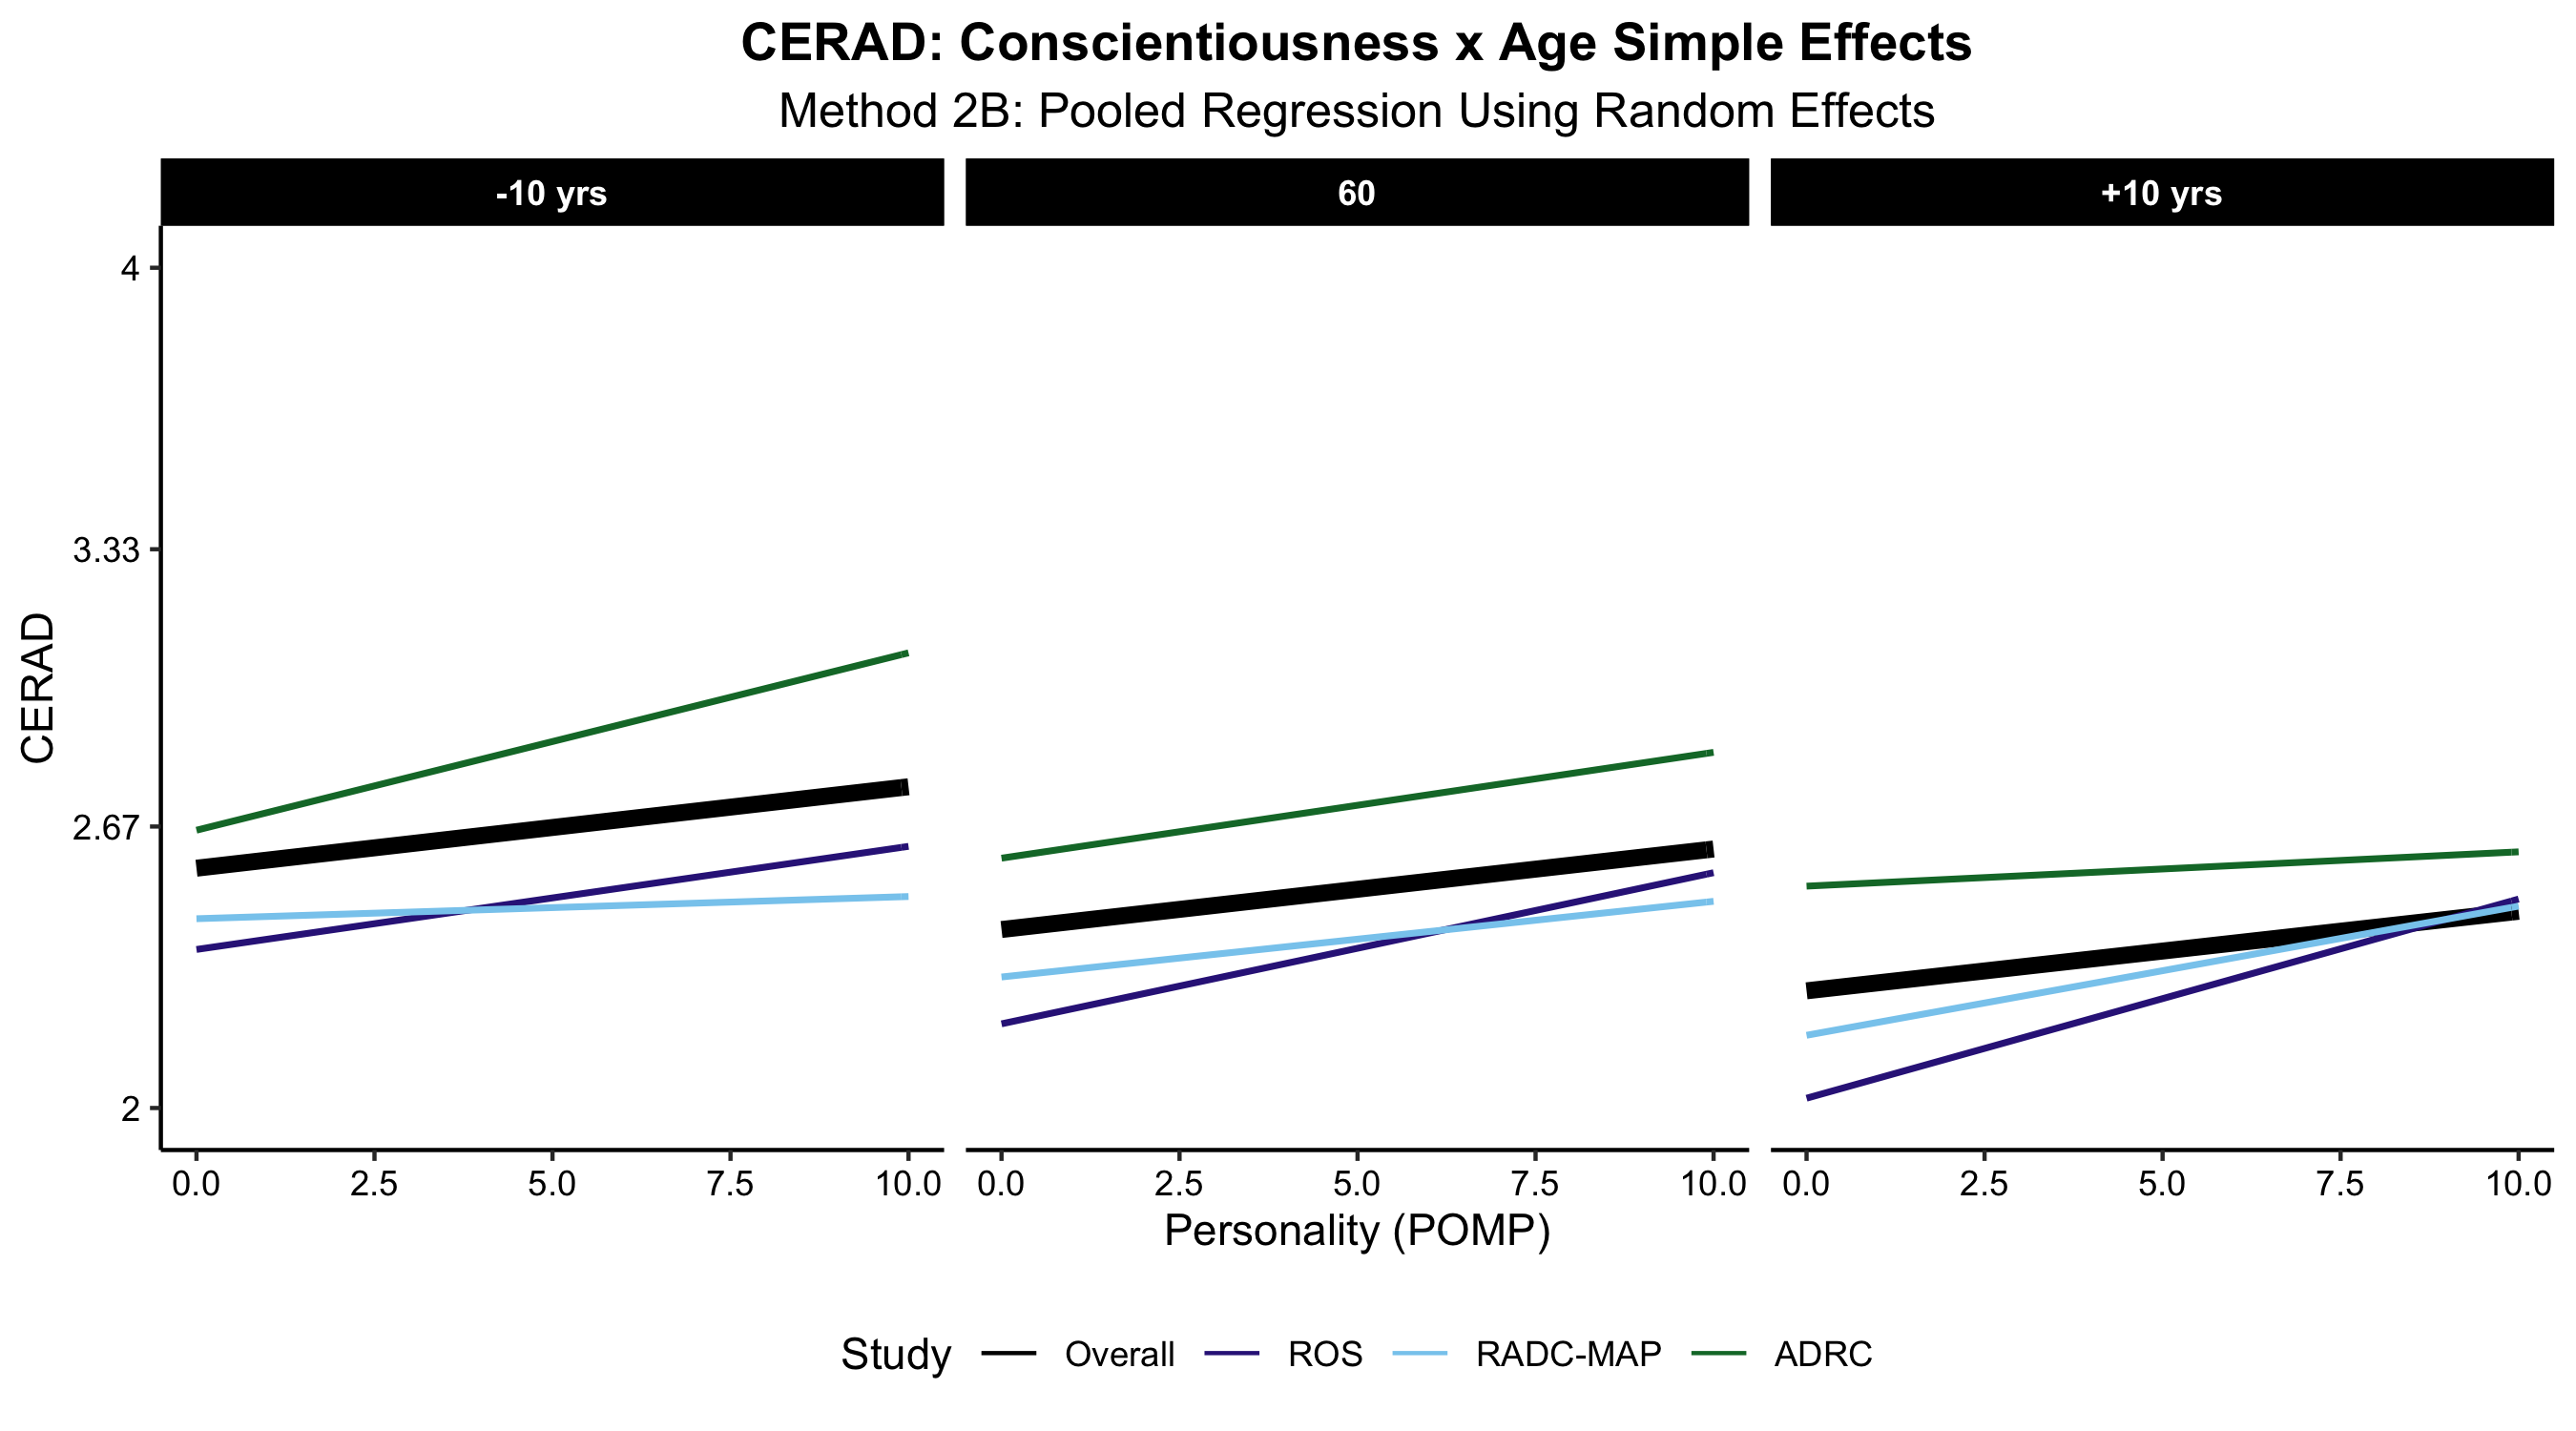 CERAD: Conscientiousness x Age Simple Effects
Method 2B: Pooled Regression Using Random Effects
-10 yrs 60 +10 yrs
4
3.33
2.67
2
CERAD
0.0 2.5 5.0 7.5 10.0 0.0 2.5 5.0 7.5 10.0 0.0 2.5 5.0 7.5 10.0
Personality (POMP)
Study Overall ROS RADC-MAP ADRC